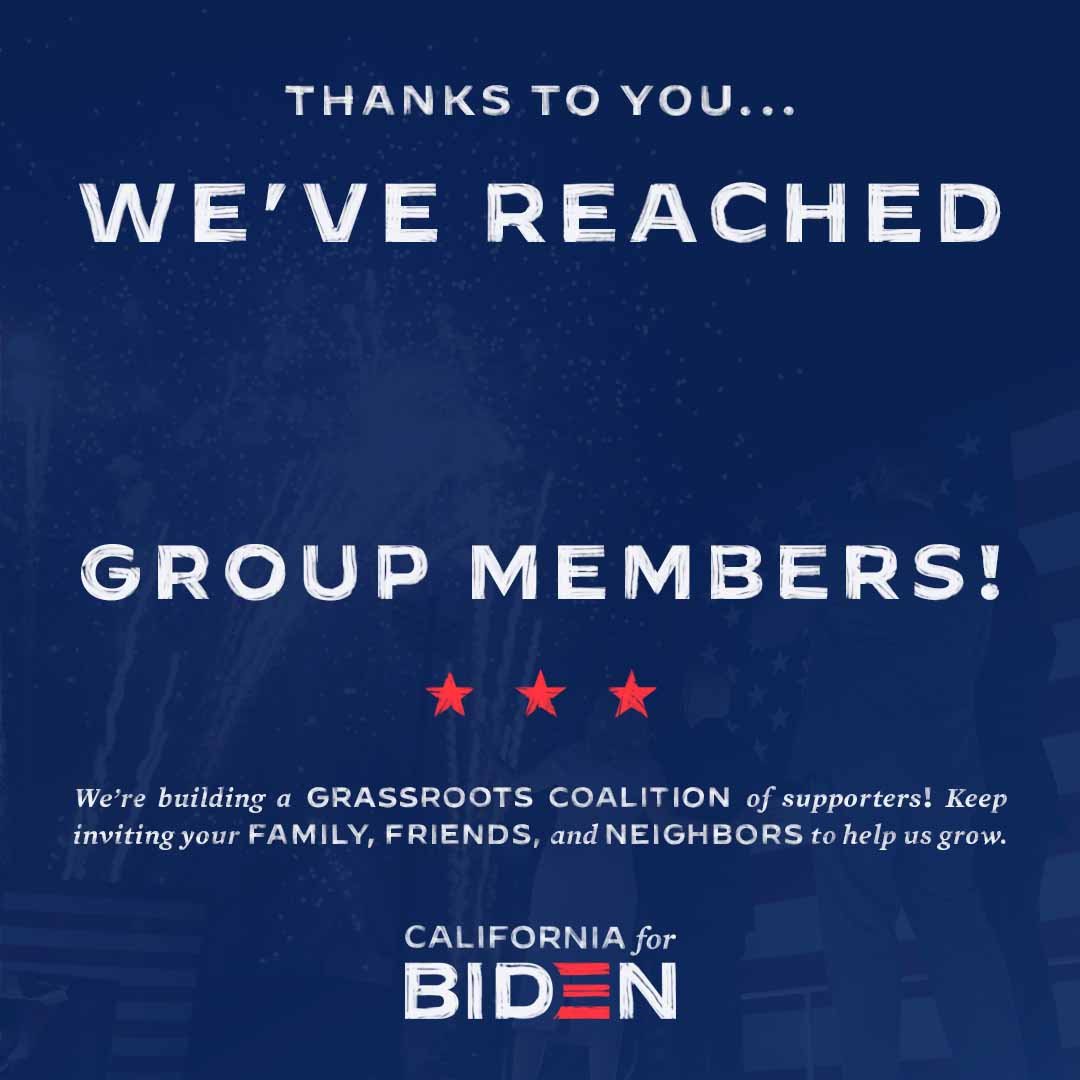 THANKS TO YOU...
WE'VE REACHED
GROUP MEMBERS!
We're building a GRASSROOTS COALITION of supporters! Keep
inviting your FAMILY, FRIENDS, and NEIGHBORS to help us grow.
CALIFORNIA for
BIDEN